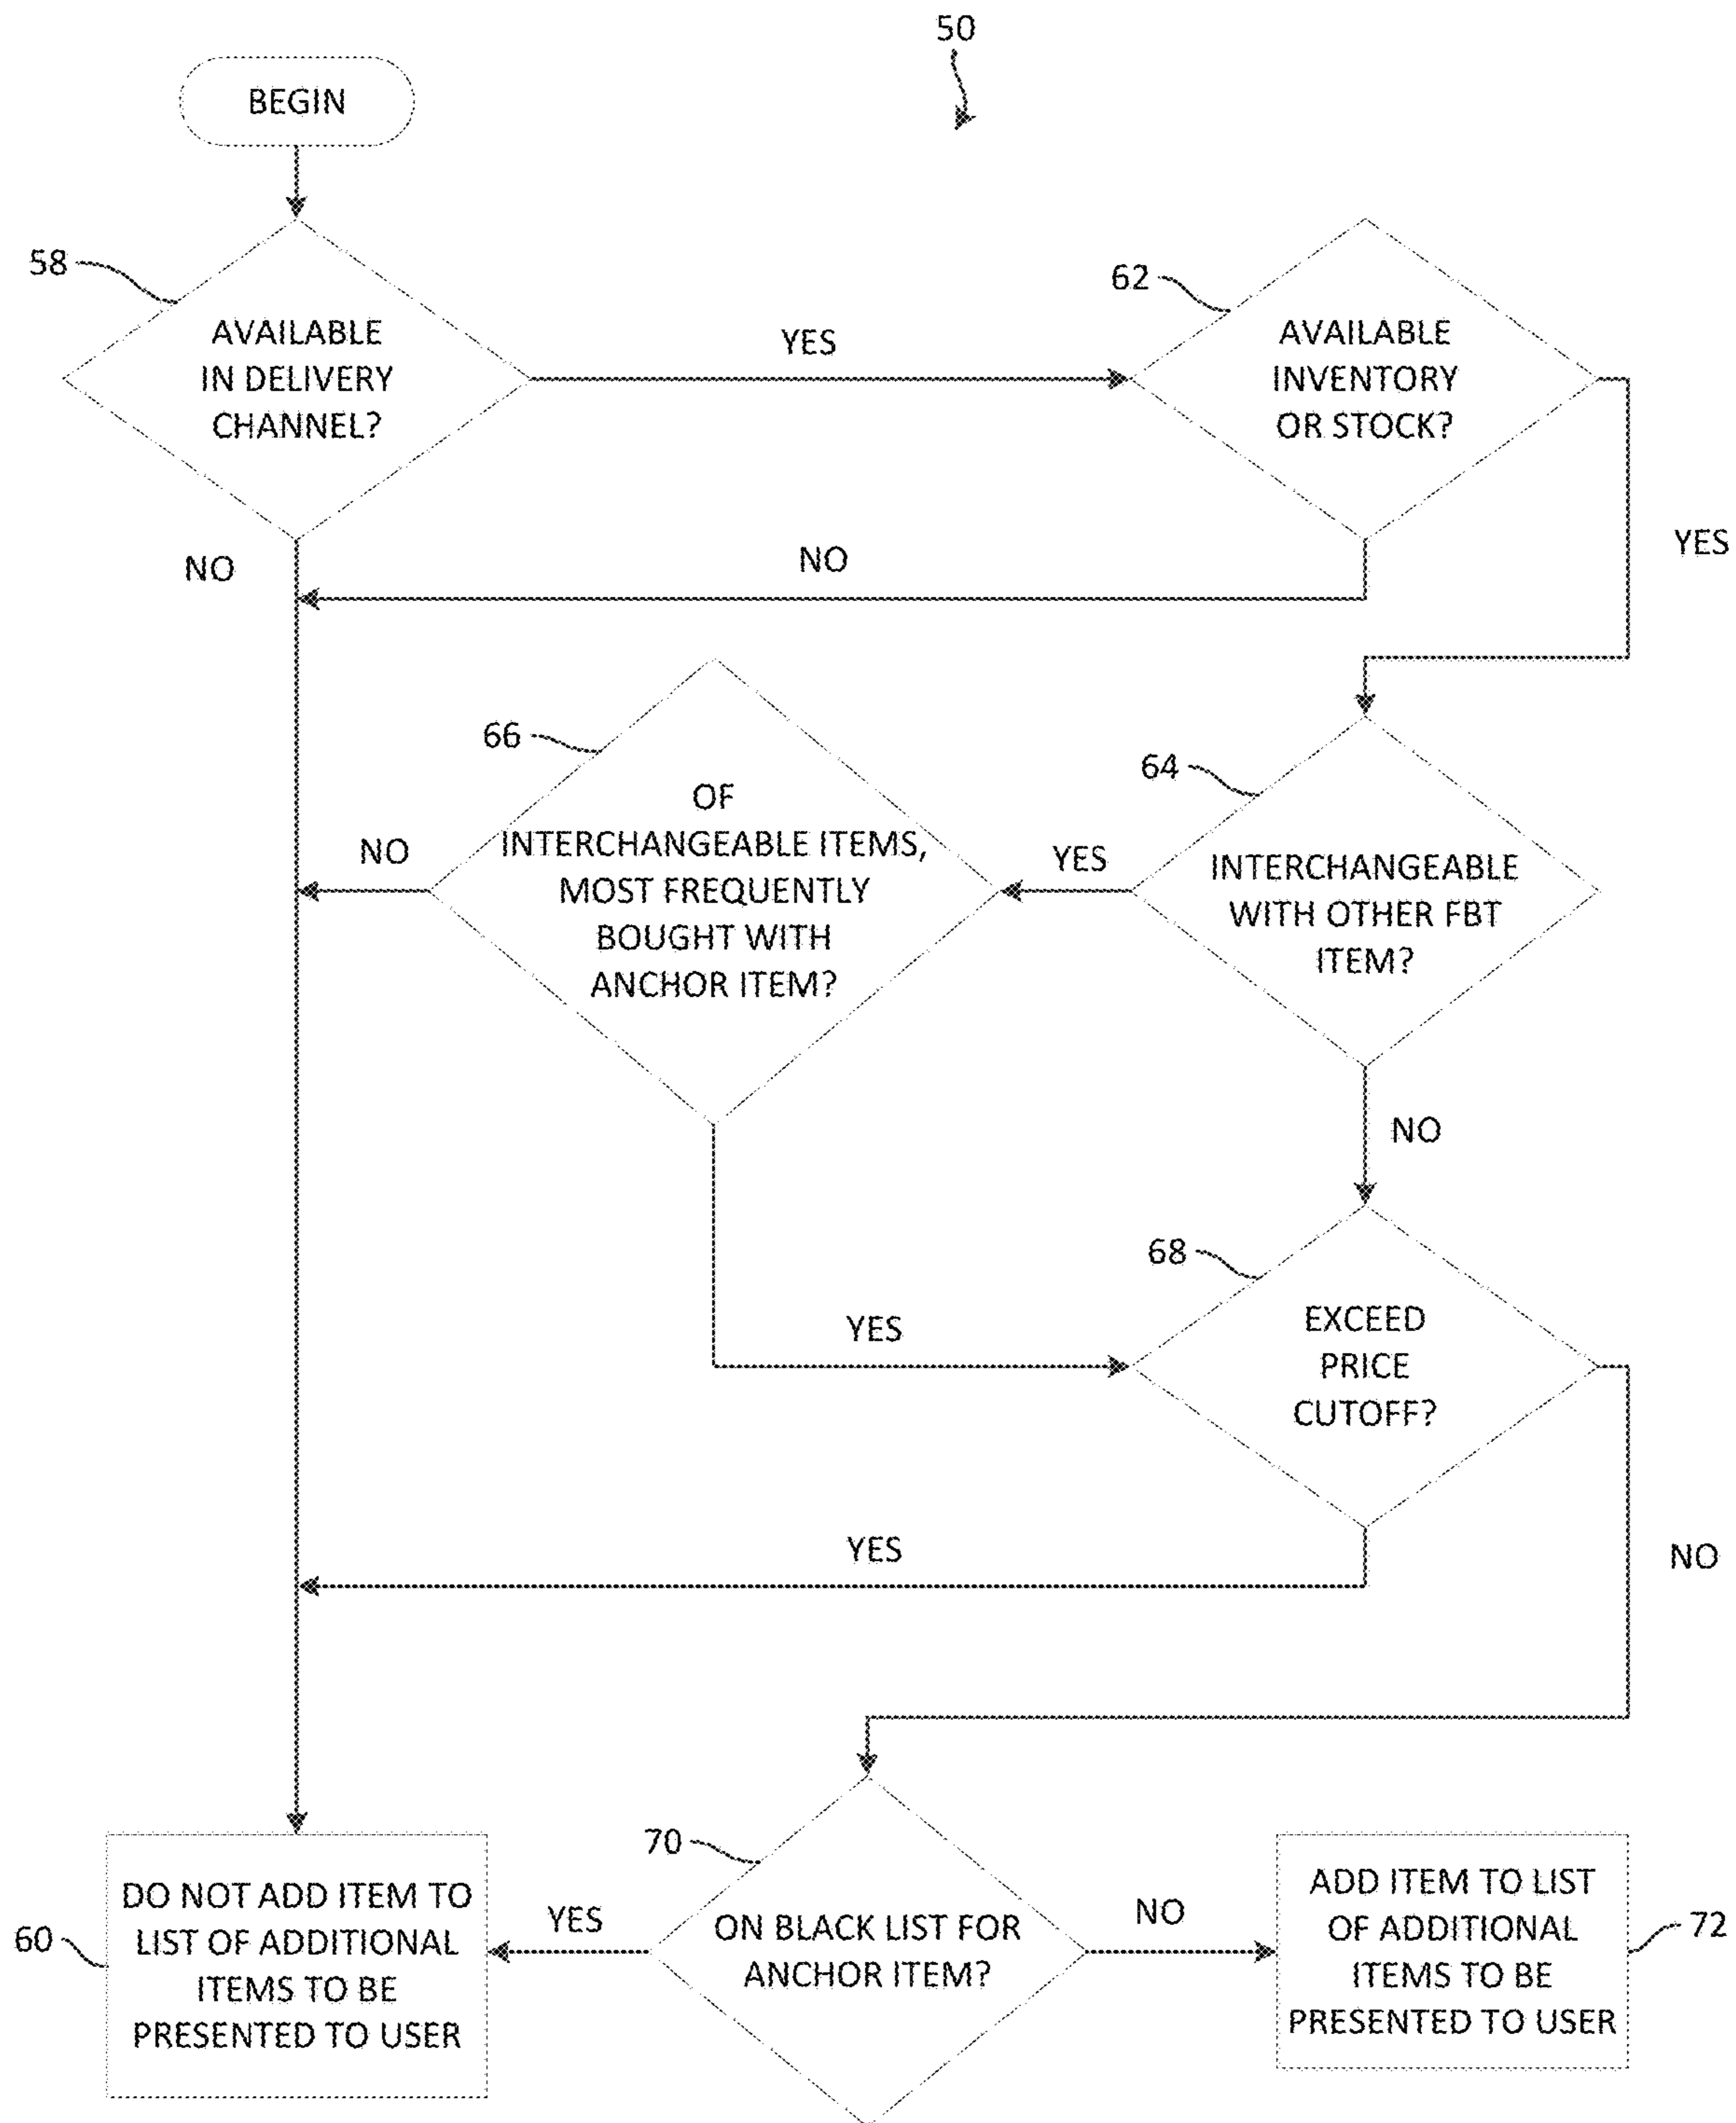 50
BEGIN
58
AVAILABLE
IN DELIVERY
CHANNEL?
YES
62
AVAILABLE
INVENTORY
OR STOCK?
NO
NO
YES
66
OF
INTERCHANGEABLE ITEMS,
MOST FREQUENTLY
BOUGHT WITH
ANCHOR ITEM?
NO
YES
64
INTERCHANGEABLE
WITH OTHER FBT
ITEM?
NO
68
EXCEED
PRICE
CUTOFF?
YES
YES
NO
60
DO NOT ADD ITEM TO
LIST OF ADDITIONAL
ITEMS TO BE
PRESENTED TO USER
YES
70
ON BLACK LIST FOR
ANCHOR ITEM?
NO
ADD ITEM TO LIST
OF ADDITIONAL
ITEMS TO BE
PRESENTED TO USER
72